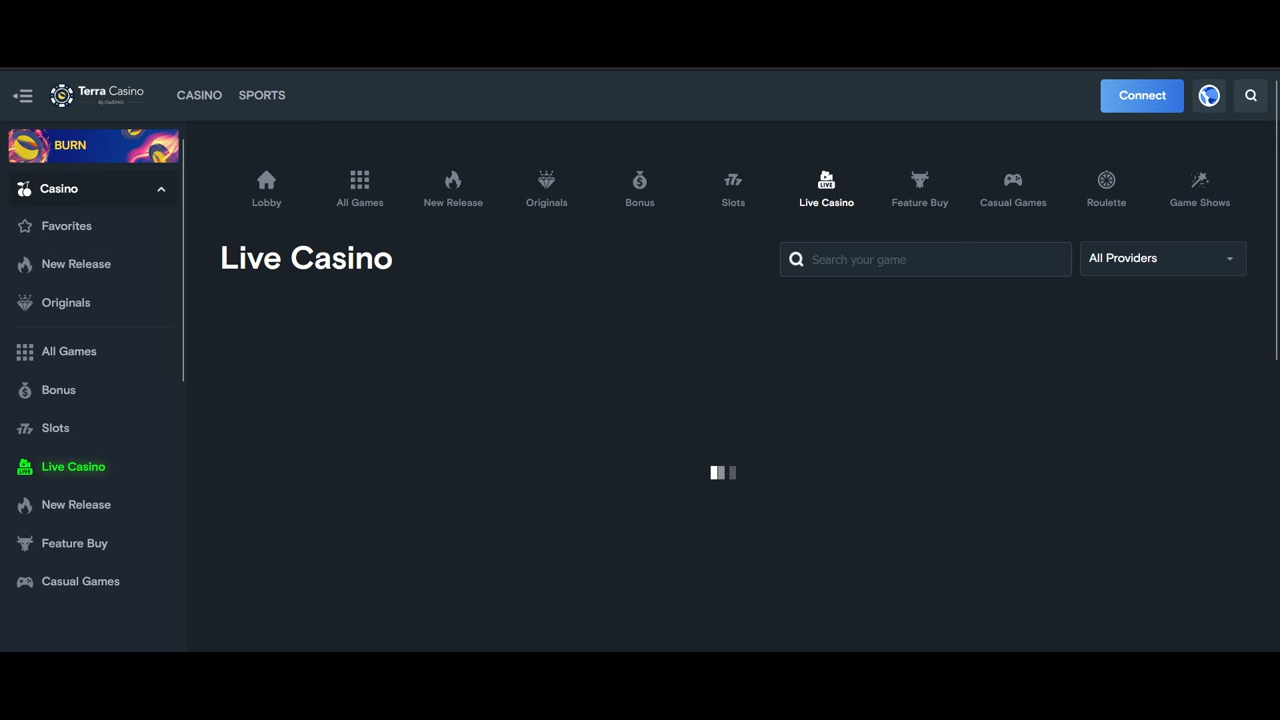 Terra Casino
CASINO
SPORTS
Connect
BURN
Casino
Favorites
New Release
Originals
All Games
Bonus
Slots
Live Casino
New Release
Feature Buy
Casual Games
Lobby
All Games
New Release
Originals
Bonus
Slots
LIVE
Live Casino
Feature Buy
Casual Games
Roulette
Game Shows
Live Casino
Search your game
All Providers